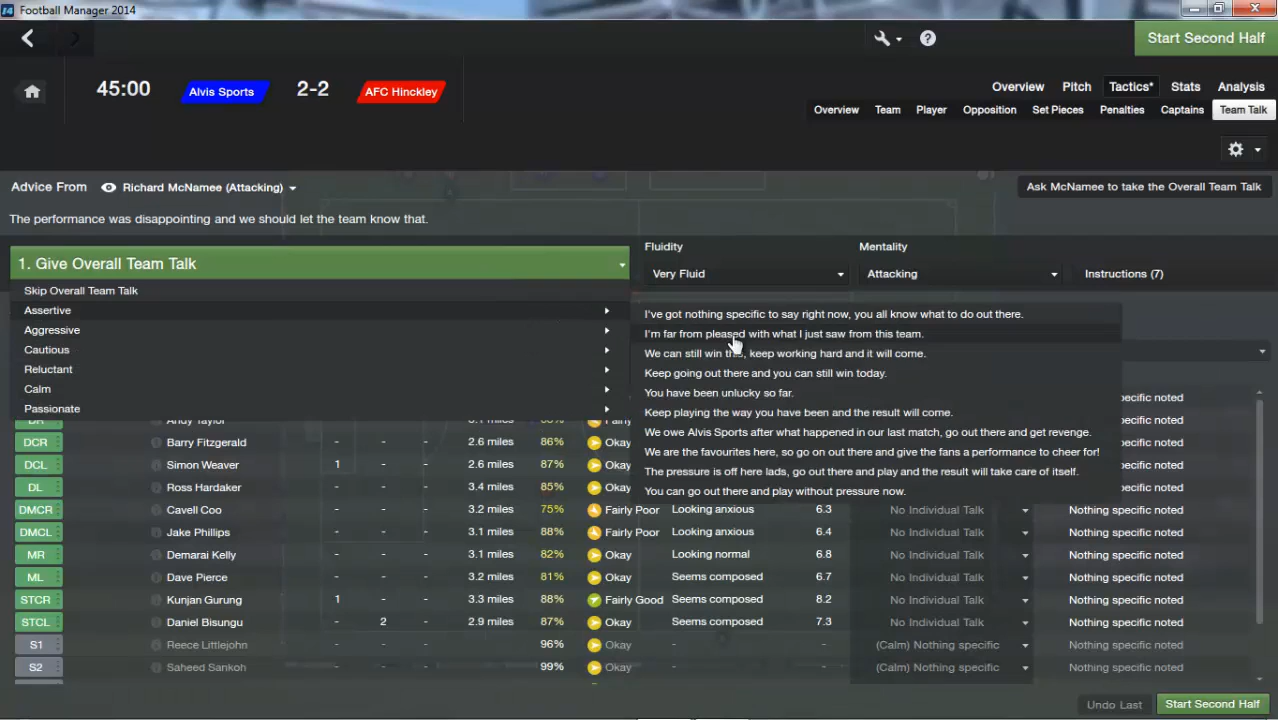 Football Manager 2014
Start Second Half
45:00 Alvis Sports 2-2 AFC Hinckley
Overview Pitch Tactics* Stats Analysis
Overview Team Player Opposition Set Pieces Penalties Captains Team Talk
Advice From Richard McNamee (Attacking) Ask McNamee to take the Overall Team Talk
The performance was disappointing and we should let the team know that.
Fluidity Mentality
1. Give Overall Team Talk
Very Fluid Attacking Instructions (7)
Skip Overall Team Talk
Assertive
Aggressive
Cautious
Reluctant
Calm
Passionate
I've got nothing specific to say right now, you all know what to do out there.
I'm far from pleased with what I just saw from this team.
We can still win this, keep working hard and it will come.
Keep going out there and you can still win today.
You have been unlucky so far.
Keep playing the way you have been and the result will come.
We owe Alvis Sports after what happened in our last match, go out there and get revenge.
We are the favourites here, so go on out there and give the fans a performance to cheer for!
The pressure is off here lads, go out there and play and the result will take care of itself.
You can go out there and play without pressure now.
DCR Barry Fitzgerald - - - 2.6 miles 86% Okay
DCL Simon Weaver 1 - - 2.6 miles 87% Okay
DL Ross Hardaker - - - 3.4 miles 85% Okay
DMCR Cavell Coo - - - 3.2 miles 75% Fairly Poor Looking anxious 6.3 No Individual Talk Nothing specific noted
DMCL Jake Phillips - - - 3.1 miles 88% Fairly Poor Looking anxious 6.4 No Individual Talk Nothing specific noted
MR Demarai Kelly - - - 3.1 miles 82% Okay Looking normal 6.8 No Individual Talk Nothing specific noted
ML Dave Pierce - - - 3.2 miles 81% Okay Seems composed 6.7 No Individual Talk Nothing specific noted
STCR Kunjan Gurung 1 - - 3.3 miles 88% Fairly Good Seems composed 8.2 No Individual Talk Nothing specific noted
STCL Daniel Bisungu - 2 - 2.9 miles 87% Okay Seems composed 7.3 No Individual Talk Nothing specific noted
S1 Reece Littlejohn 96% Okay - - (Calm) Nothing specific Nothing specific noted
S2 Saheed Sankoh 99% Okay - - (Calm) Nothing specific Nothing specific noted
Undo Last Start Second Half